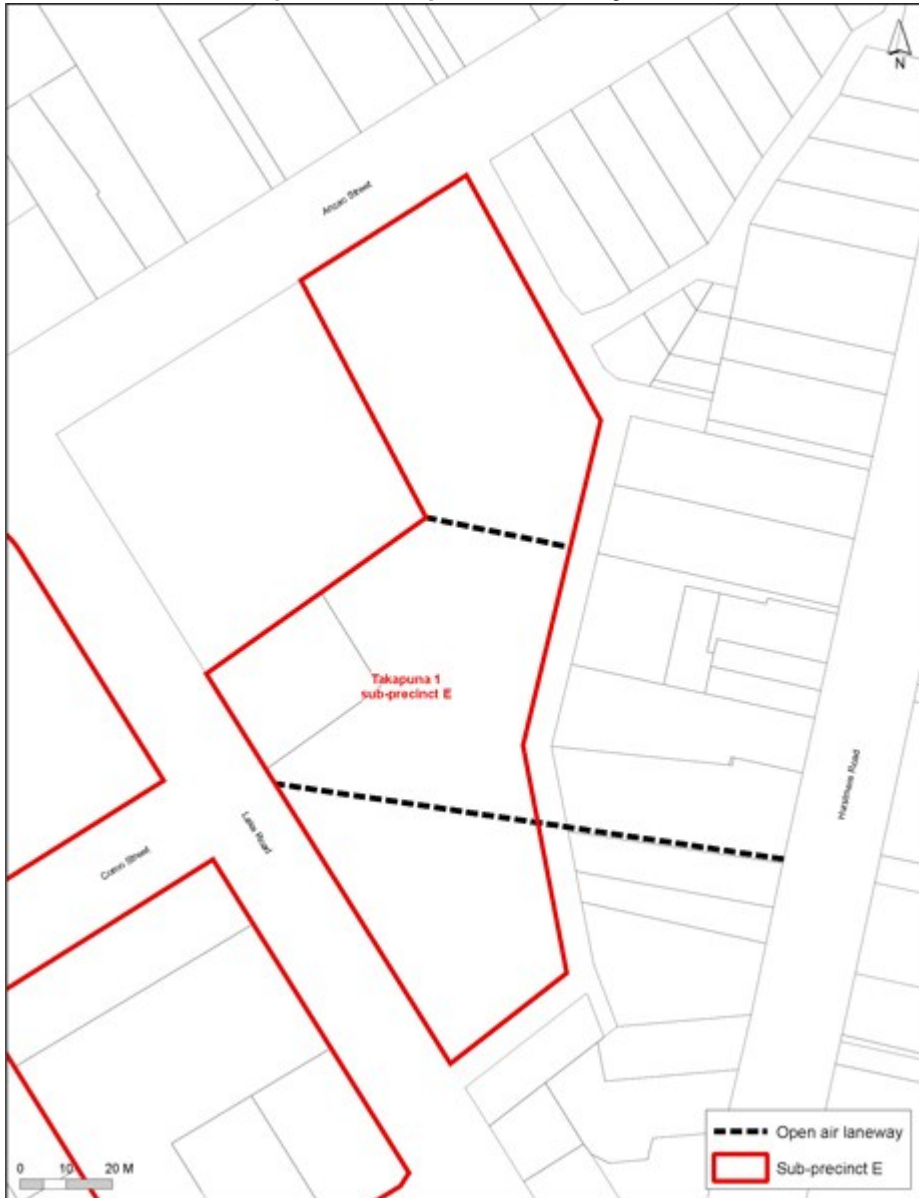 N
Anzac Street
Takapuna 1
sub-precinct E
Hurstmere Road
Lake Road
Como Street
Open air laneway
Sub-precinct E
0 10 20 M